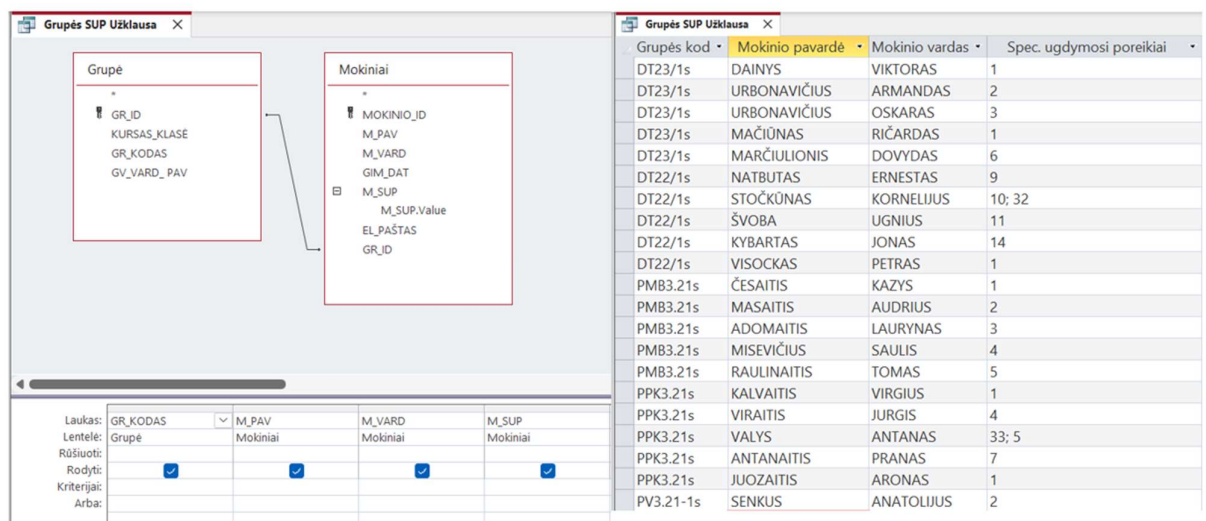 Grupės SUP Užklausa
Grupė
*
GR_ID
KURSAS_KLASĖ
GR_KODAS
GV_VARD_ PAV
Mokiniai
*
MOKINIO_ID
M_PAV
M_VARD
GIM_DAT
M_SUP
M_SUP.Value
EL_PAŠTAS
GR_ID
Laukas: GR_KODAS M_PAV M_VARD M_SUP
Lentelė: Grupė Mokiniai Mokiniai Mokiniai
Rūšiuoti:
Rodyti:
Kriterijai:
Arba:
Grupės SUP Užklausa
Grupės kod Mokinio pavardė Mokinio vardas Spec. ugdymosi poreikiai
DT23/1s DAINYS VIKTORAS 1
DT23/1s URBONAVIČIUS ARMANDAS 2
DT23/1s URBONAVIČIUS OSKARAS 3
DT23/1s MAČIŪNAS RIČARDAS 1
DT23/1s MARČIULIONIS DOVYDAS 6
DT22/1s NATBUTAS ERNESTAS 9
DT22/1s STOČKŪNAS KORNELIJUS 10; 32
DT22/1s ŠVOBA UGNIUS 11
DT22/1s KYBARTAS JONAS 14
DT22/1s VISOCKAS PETRAS 1
PMB3.21s ČESAITIS KAZYS 1
PMB3.21s MASAITIS AUDRIUS 2
PMB3.21s ADOMAITIS LAURYNAS 3
PMB3.21s MISEVIČIUS SAULIS 4
PMB3.21s RAULINAITIS TOMAS 5
PPK3.21s KALVAITIS VIRGIUS 1
PPK3.21s VIRAITIS JURGIS 4
PPK3.21s VALYS ANTANAS 33; 5
PPK3.21s ANTANAITIS PRANAS 7
PPK3.21s JUOZAITIS ARONAS 1
PV3.21-1s SENKUS ANATOLIJUS 2